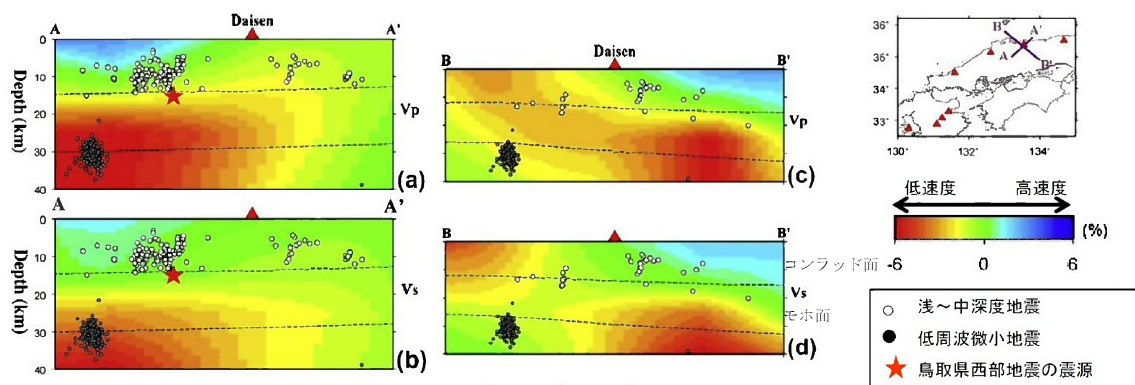 A Daisen A'
Depth (km)
0
10
20
30
40
Vp
(a)
A A'
Depth (km)
0
10
20
30
40
Vs
(b)
B Daisen B'
Vp
(c)
B B'
コンラッド面
Vs
モホ面
(d)
36°
35°
34°
33°
B A'
A B'
130° 132° 134°
低速度 高速度
(%)
-6 0 6
浅～中深度地震
低周波微小地震
鳥取県西部地震の震源